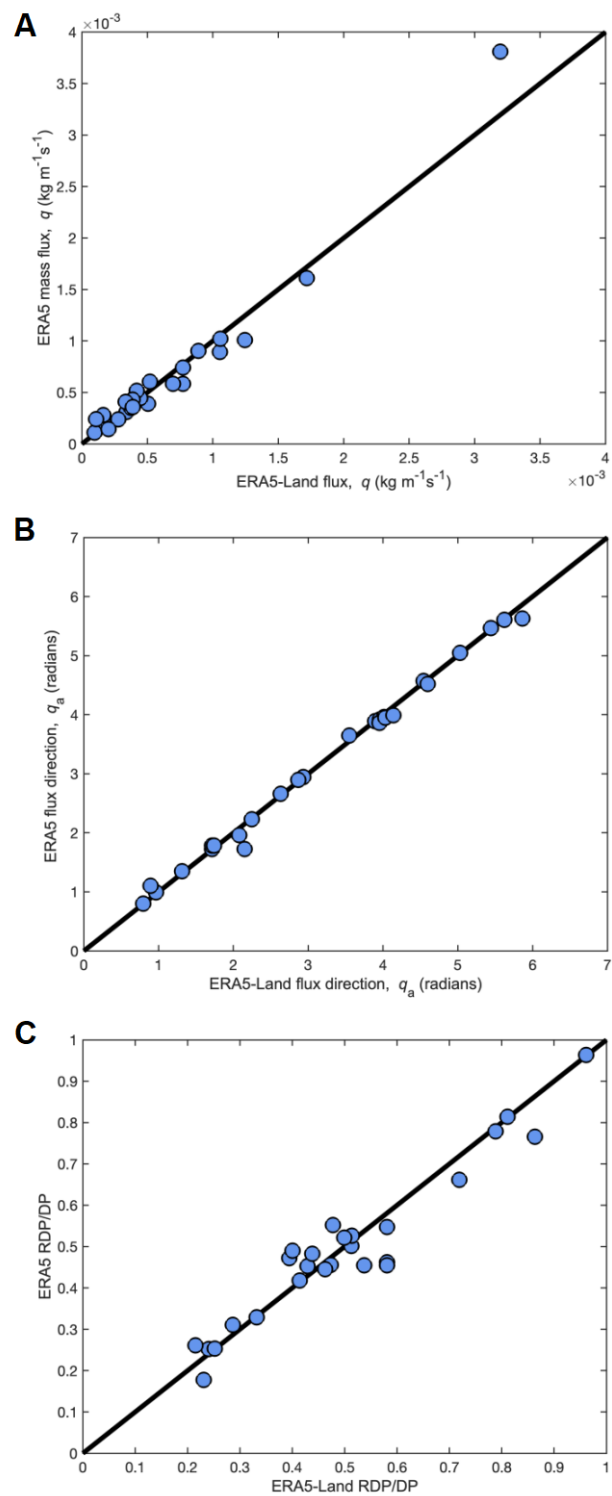 A
×10⁻³
4
3.5
3
2.5
2
1.5
1
0.5
0
ERA5 mass flux, q (kg m⁻¹s⁻¹)
0 0.5 1 1.5 2 2.5 3 3.5 4
ERA5-Land flux, q (kg m⁻¹s⁻¹)
×10⁻³
B
7
6
5
4
3
2
1
0
ERA5 flux direction, qₐ (radians)
0 1 2 3 4 5 6 7
ERA5-Land flux direction, qₐ (radians)
C
1
0.9
0.8
0.7
0.6
0.5
0.4
0.3
0.2
0.1
0
ERA5 RDP/DP
0 0.1 0.2 0.3 0.4 0.5 0.6 0.7 0.8 0.9 1
ERA5-Land RDP/DP